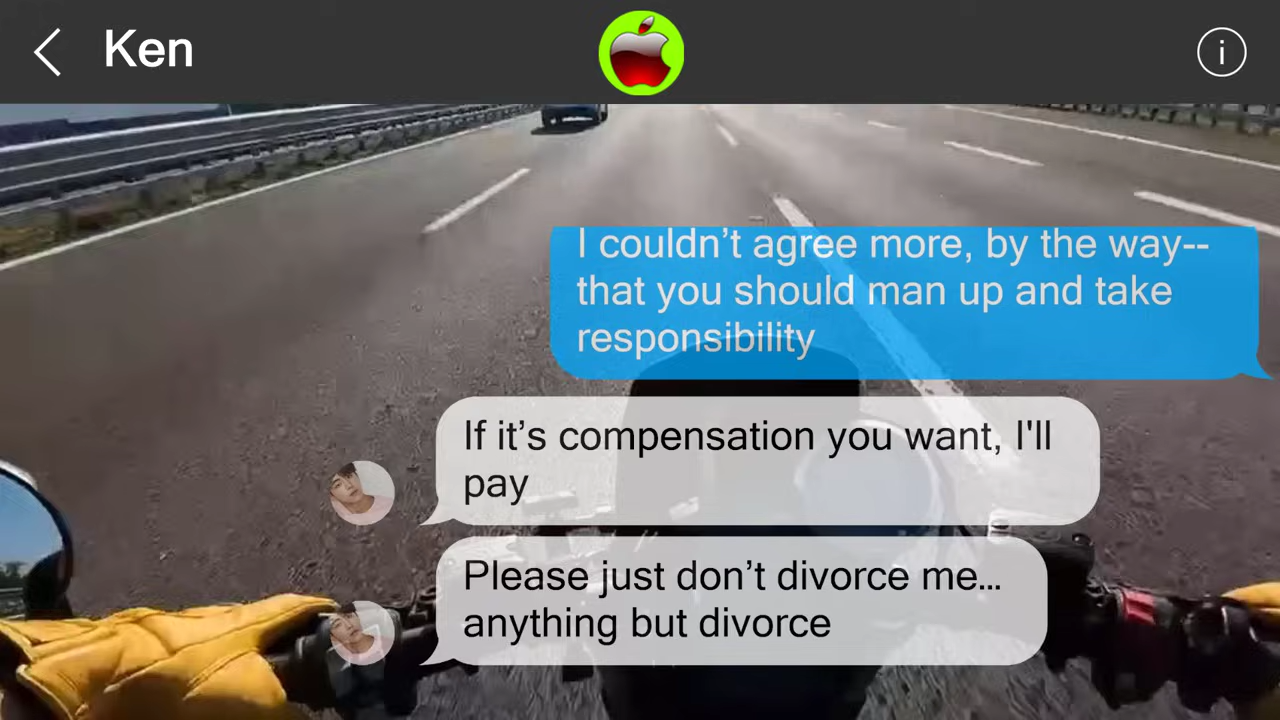 Ken
i
I couldn’t agree more, by the way--
that you should man up and take
responsibility
If it’s compensation you want, I'll
pay
Please just don’t divorce me...
anything but divorce